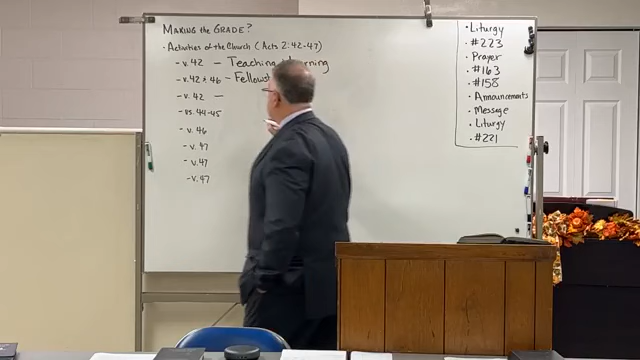 MAKING THE GRADE?
• Activities of the Church (Acts 2:42-47)
- v. 42 - Teaching Learning
- v. 42 & 46 -
- v. 42 -
- vs. 44-45
- v. 46
- v. 47
- v. 47
- v. 47
• Liturgy
• #223
• Prayer
• #163
• #158
• Announcements
• Message
• Liturgy
• #221